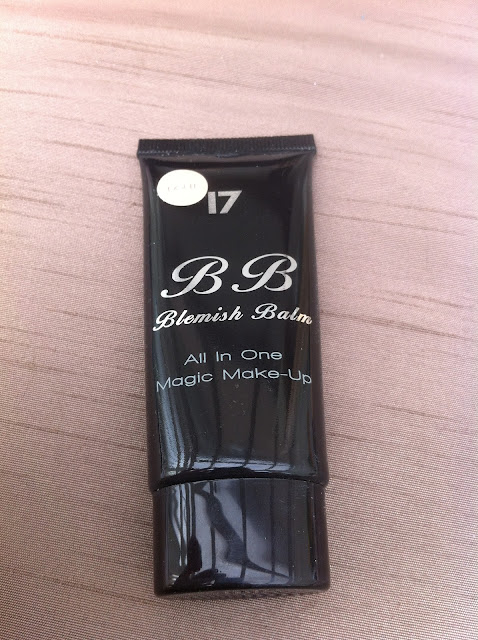 17
BB
Blemish Balm
All In One
Magic Make-Up